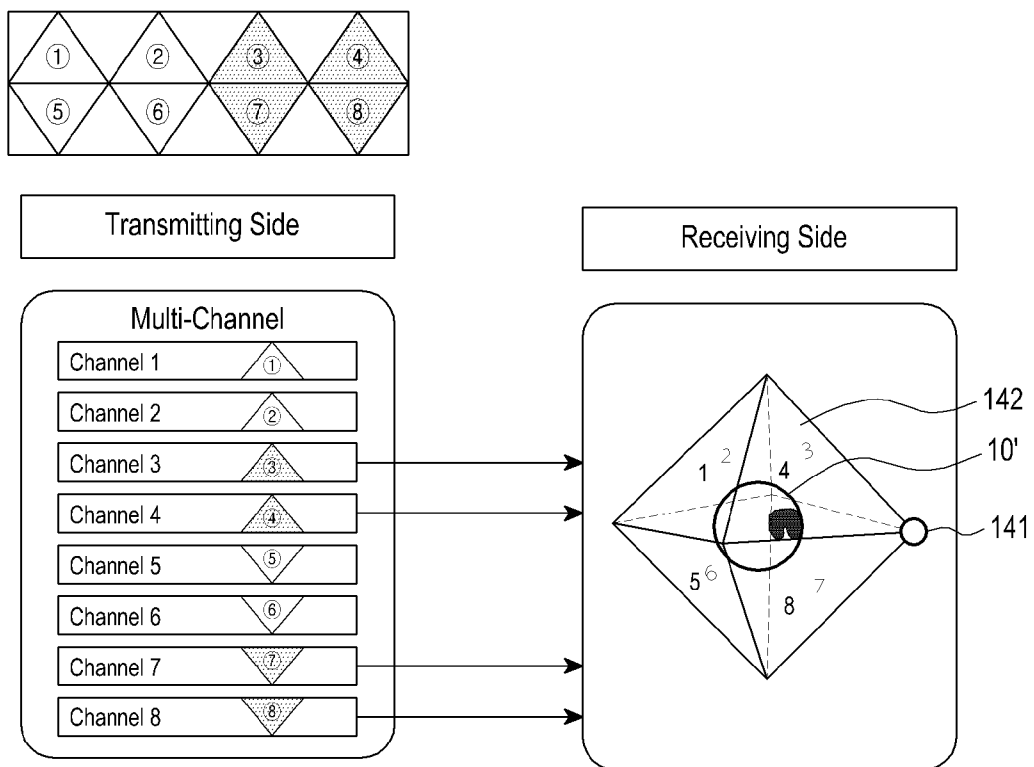 ① ② ③ ④
⑤ ⑥ ⑦ ⑧
Transmitting Side
Receiving Side
Multi-Channel
Channel 1 ①
Channel 2 ②
Channel 3 ③
Channel 4 ④
Channel 5 ⑤
Channel 6 ⑥
Channel 7 ⑦
Channel 8 ⑧
142
10'
141
1 2 4 3
5 6 8 7